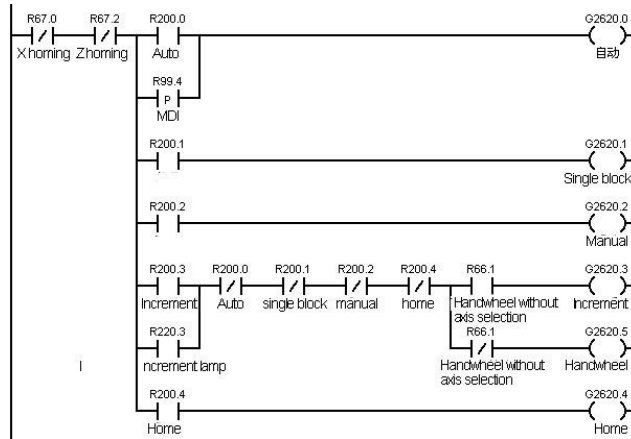 R67.0 R67.2 R200.0 G2620.0
X homing Z homing Auto 自动
R99.4
P
MDI
R200.1 G2620.1
Single block
R200.2 G2620.2
Manual
R200.3 R200.0 R200.1 R200.2 R200.4 R66.1 G2620.3
Increment Auto single block manual home Handwheel without Increment
axis selection
R220.3 R66.1 G2620.5
ncrement lamp Handwheel without Handwheel
axis selection
R200.4 G2620.4
Home Home